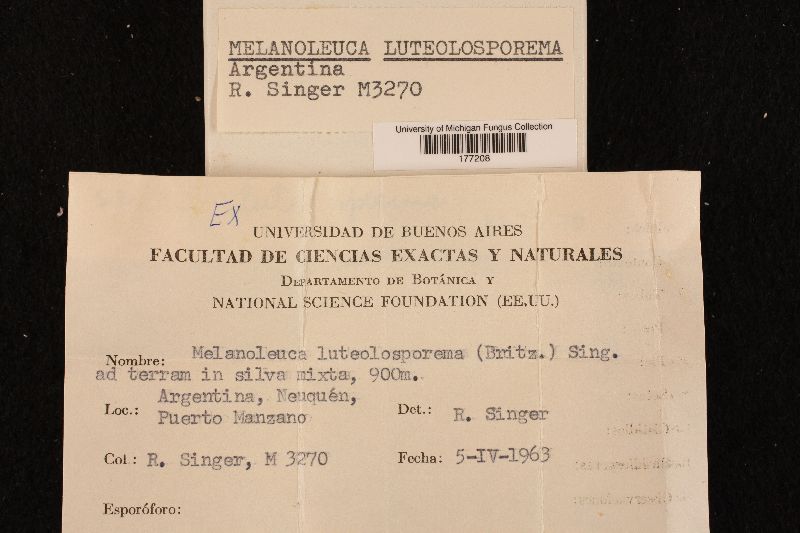 MELANOLEUCA LUTEOLOSPOREMA
Argentina
R. Singer M3270
University of Michigan Fungus Collection
177208
EX
UNIVERSIDAD DE BUENOS AIRES
FACULTAD DE CIENCIAS EXACTAS Y NATURALES
DEPARTAMENTO DE BOTÁNICA Y
NATIONAL SCIENCE FOUNDATION (EE.UU.)
Nombre: Melanoleuca luteolosporema (Britz.) Sing.
ad terram in silva mixta, 900m.
Loc.: Argentina, Neuquén,
Puerto Manzano
Det.: R. Singer
Col.: R. Singer, M 3270
Fecha: 5-IV-1963
Esporóforo: